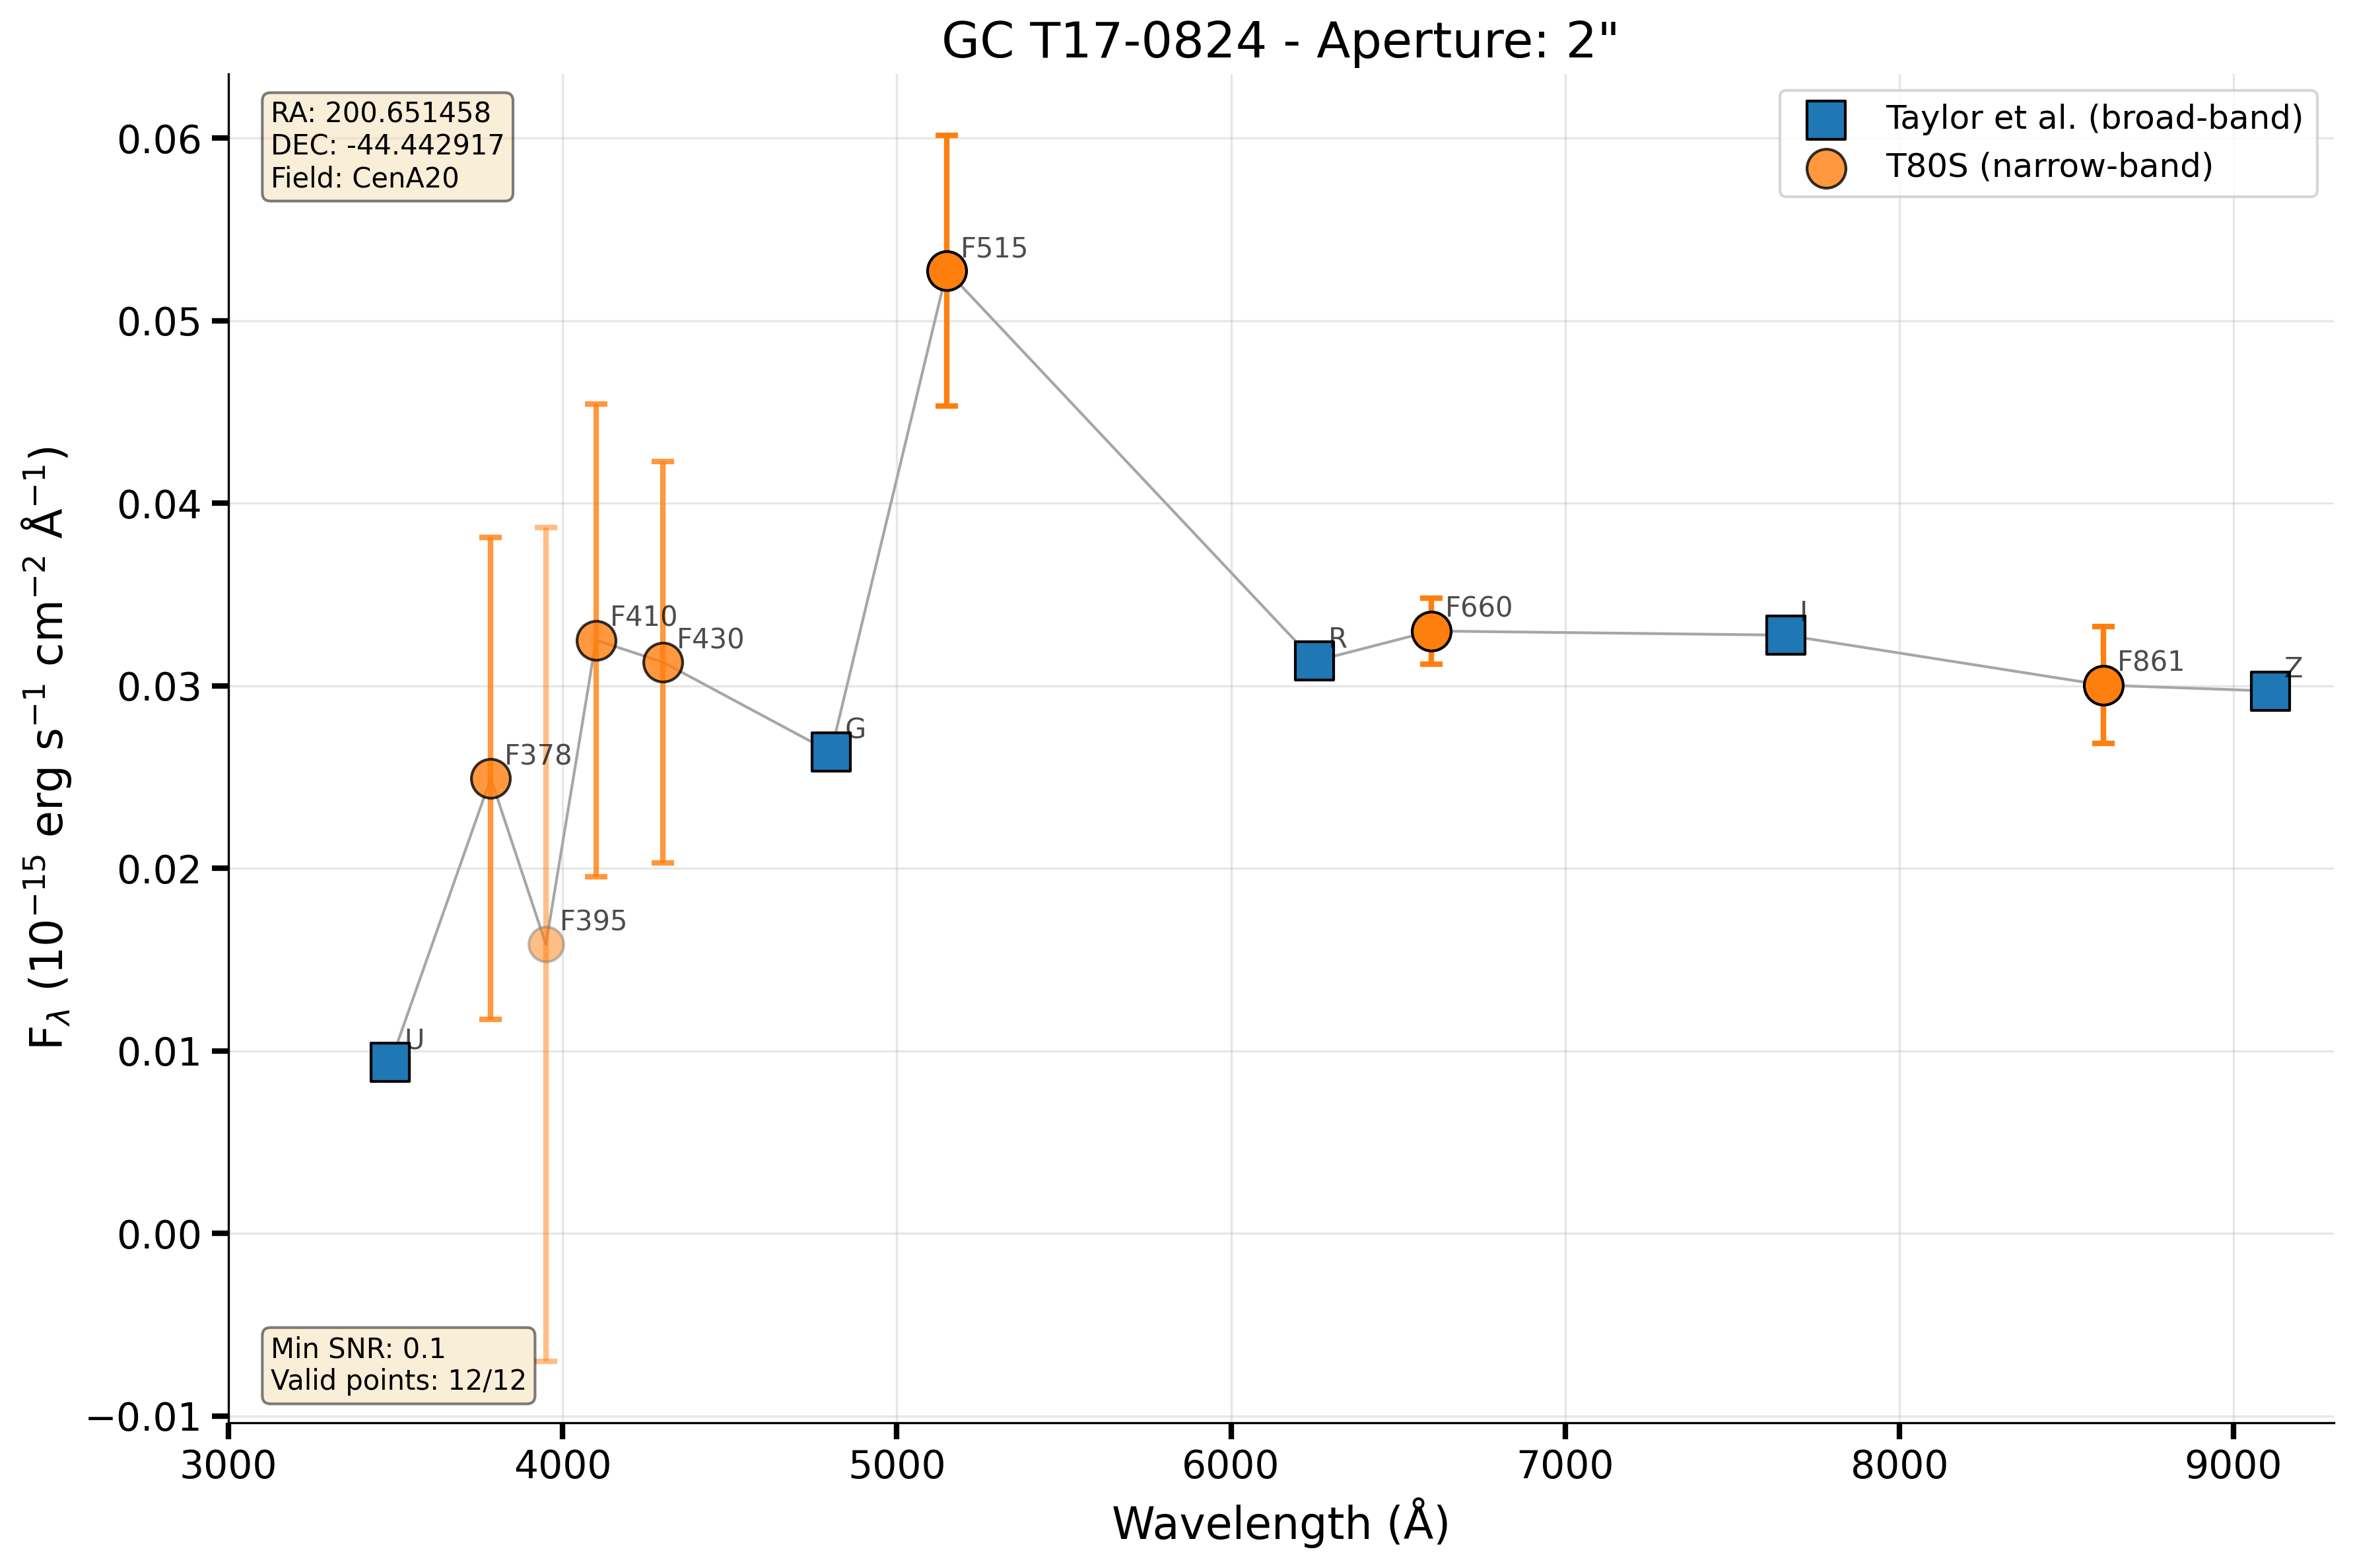 GC T17-0824 - Aperture: 2"
RA: 200.651458
DEC: -44.442917
Field: CenA20
Taylor et al. (broad-band)
T80S (narrow-band)
F_λ (10⁻¹⁵ erg s⁻¹ cm⁻² Å⁻¹)
0.06
0.05
0.04
0.03
0.02
0.01
0.00
−0.01
U
F378
F395
F410
F430
G
F515
R
F660
I
F861
Z
Min SNR: 0.1
Valid points: 12/12
3000 4000 5000 6000 7000 8000 9000
Wavelength (Å)